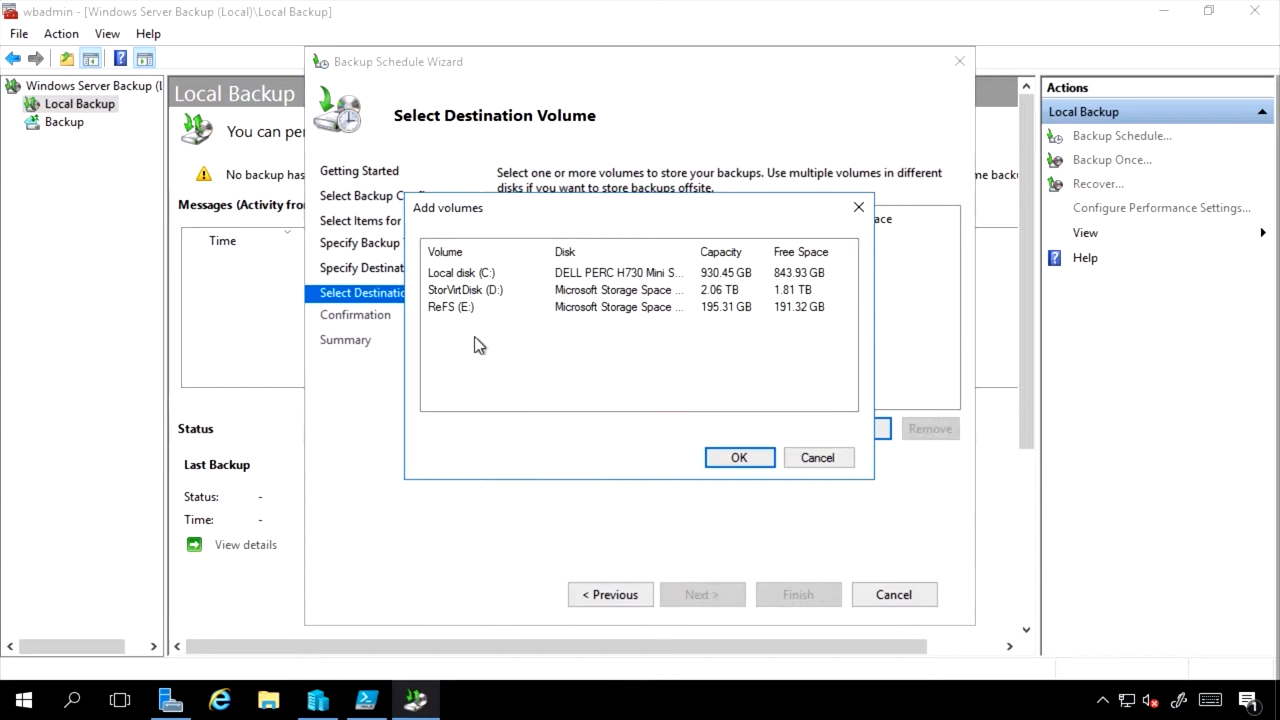 wbadmin - [Windows Server Backup (Local)\Local Backup]
File Action View Help
Windows Server Backup (L
Local Backup
Backup
Local Backup
You can per
No backup has
me back
Messages (Activity fro
Time
Status
Last Backup
Status: -
Time: -
View details
Backup Schedule Wizard
Select Destination Volume
Getting Started
Select Backup C
Select Items for
Specify Backup
Specify Destinat
Select Destinatio
Confirmation
Summary
Select one or more volumes to store your backups. Use multiple volumes in different
disks if you want to store backups offsite.
ace
Remove
< Previous Next > Finish Cancel
Add volumes
Volume Disk Capacity Free Space
Local disk (C:) DELL PERC H730 Mini S... 930.45 GB 843.93 GB
StorVirtDisk (D:) Microsoft Storage Space ... 2.06 TB 1.81 TB
ReFS (E:) Microsoft Storage Space ... 195.31 GB 191.32 GB
OK Cancel
Actions
Local Backup
Backup Schedule...
Backup Once...
Recover...
Configure Performance Settings...
View
Help
1